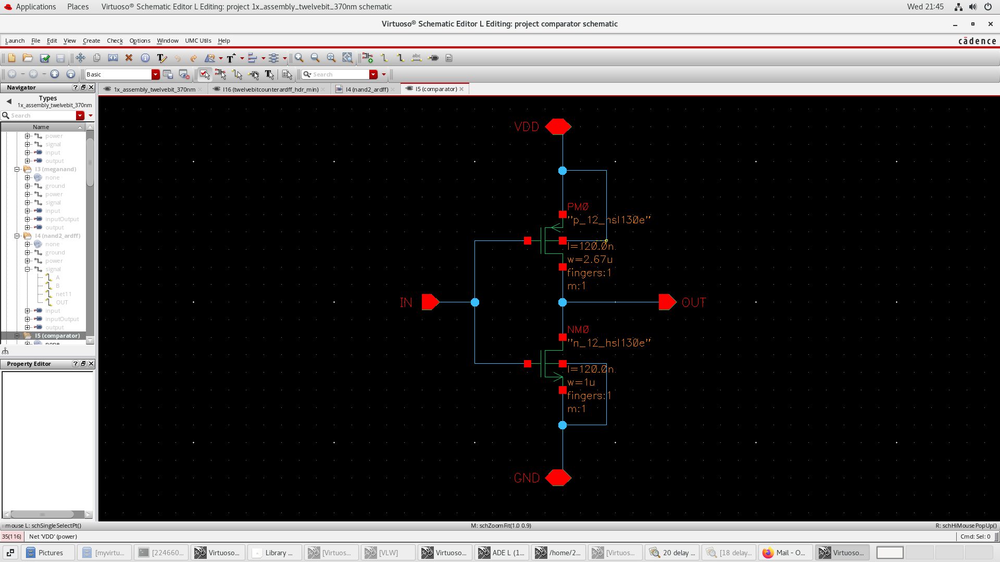 Applications Places Virtuoso® Schematic Editor L Editing: project 1x_assembly_twelvebit_370nm schematic Wed 21:45
Virtuoso® Schematic Editor L Editing: project comparator schematic
Launch File Edit View Create Check Options Window UMC Utils Help cādence
abc
Basic Search
Navigator
1x_assembly_twelvebit_370nm I16 (twelvebitcounterardff_hdr_min) I4 (nand2_ardff) I5 (comparator)
Types
1x_assembly_twelvebit_370nm
Search
Name
power
signal
input
output
I3 (meganand)
none
ground
power
signal
input
inputOutput
output
I4 (nand2_ardff)
none
ground
power
signal
A
B
net11
OUT
input
inputOutput
output
I5 (comparator)
none
Property Editor
VDD
PM0
"p_12_hsl130e"
l=120.0n
w=2.67u
fingers:1
m:1
IN
OUT
NM0
"n_12_hsl130e"
l=120.0n
w=1u
fingers:1
m:1
GND
mouse L: schSingleSelectPt() M: schZoomFit(1.0 0.9) R: schHiMousePopUp()
35(116) Net 'VDD' (power) Cmd: Sel: 0
Pictures [myvirtu... [224660... Virtuoso... Library ... [Virtuos... [VLW] Virtuoso... ADE L (1... /home/2... [Virtuos... 20 delay ... [18 delay... Mail - O... Virtuoso...